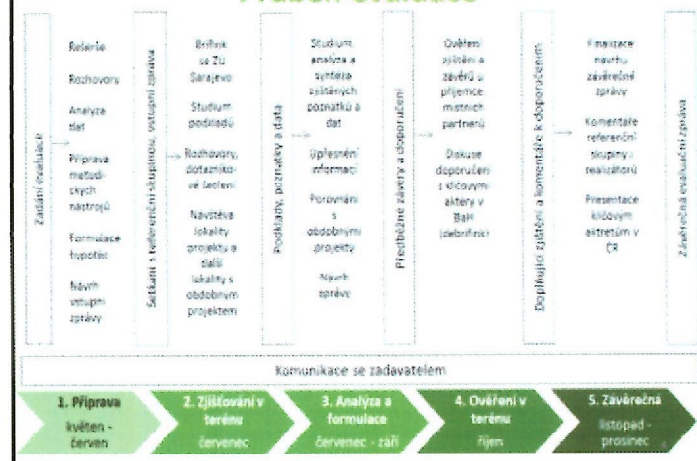 Průběh evaluace
Zadání evaluace
Rešerše
Rozhovory
Analýza
dat
Příprava
metodi-
ckých
nástrojů
Formulace
hypotéz
Návrh
vstupní
zprávy
Setkání s referenční skupinou, vstupní zpráva
Brífink
se ZÚ
Sarajevo
Studium
podkladů
Rozhovory,
dotazníko-
vé šetření
Návštěva
lokality
projektu a
další
lokality s
obdobným
projektem
Podklady, poznatky a data
Studium,
analýza a
syntéza
zjištěných
poznatků a
dat
Upřesnění
informací
Porovnání
s
obdobnými
projekty
Návrh
zprávy
Předběžné závěry a doporučení
Ověření
zjištění a
závěrů u
příjemce,
místních
partnerů
Diskuse
doporučení
s klíčovými
aktéry v
BaH
(debrífink)
Doplňující zjištění a komentáře k doporučením
Finalizace
návrhu
závěrečné
zprávy
Komentáře
referenční
skupiny i
realizátorů
Presentace
klíčovým
aktérům v
ČR
Závěrečná evaluační zpráva
Komunikace se zadavatelem
1. Příprava
květen -
červen
2. Zjišťování v
terénu
červenec
3. Analýza a
formulace
červenec - září
4. Ověření v
terénu
říjen
5. Závěrečná
listopad -
prosinec